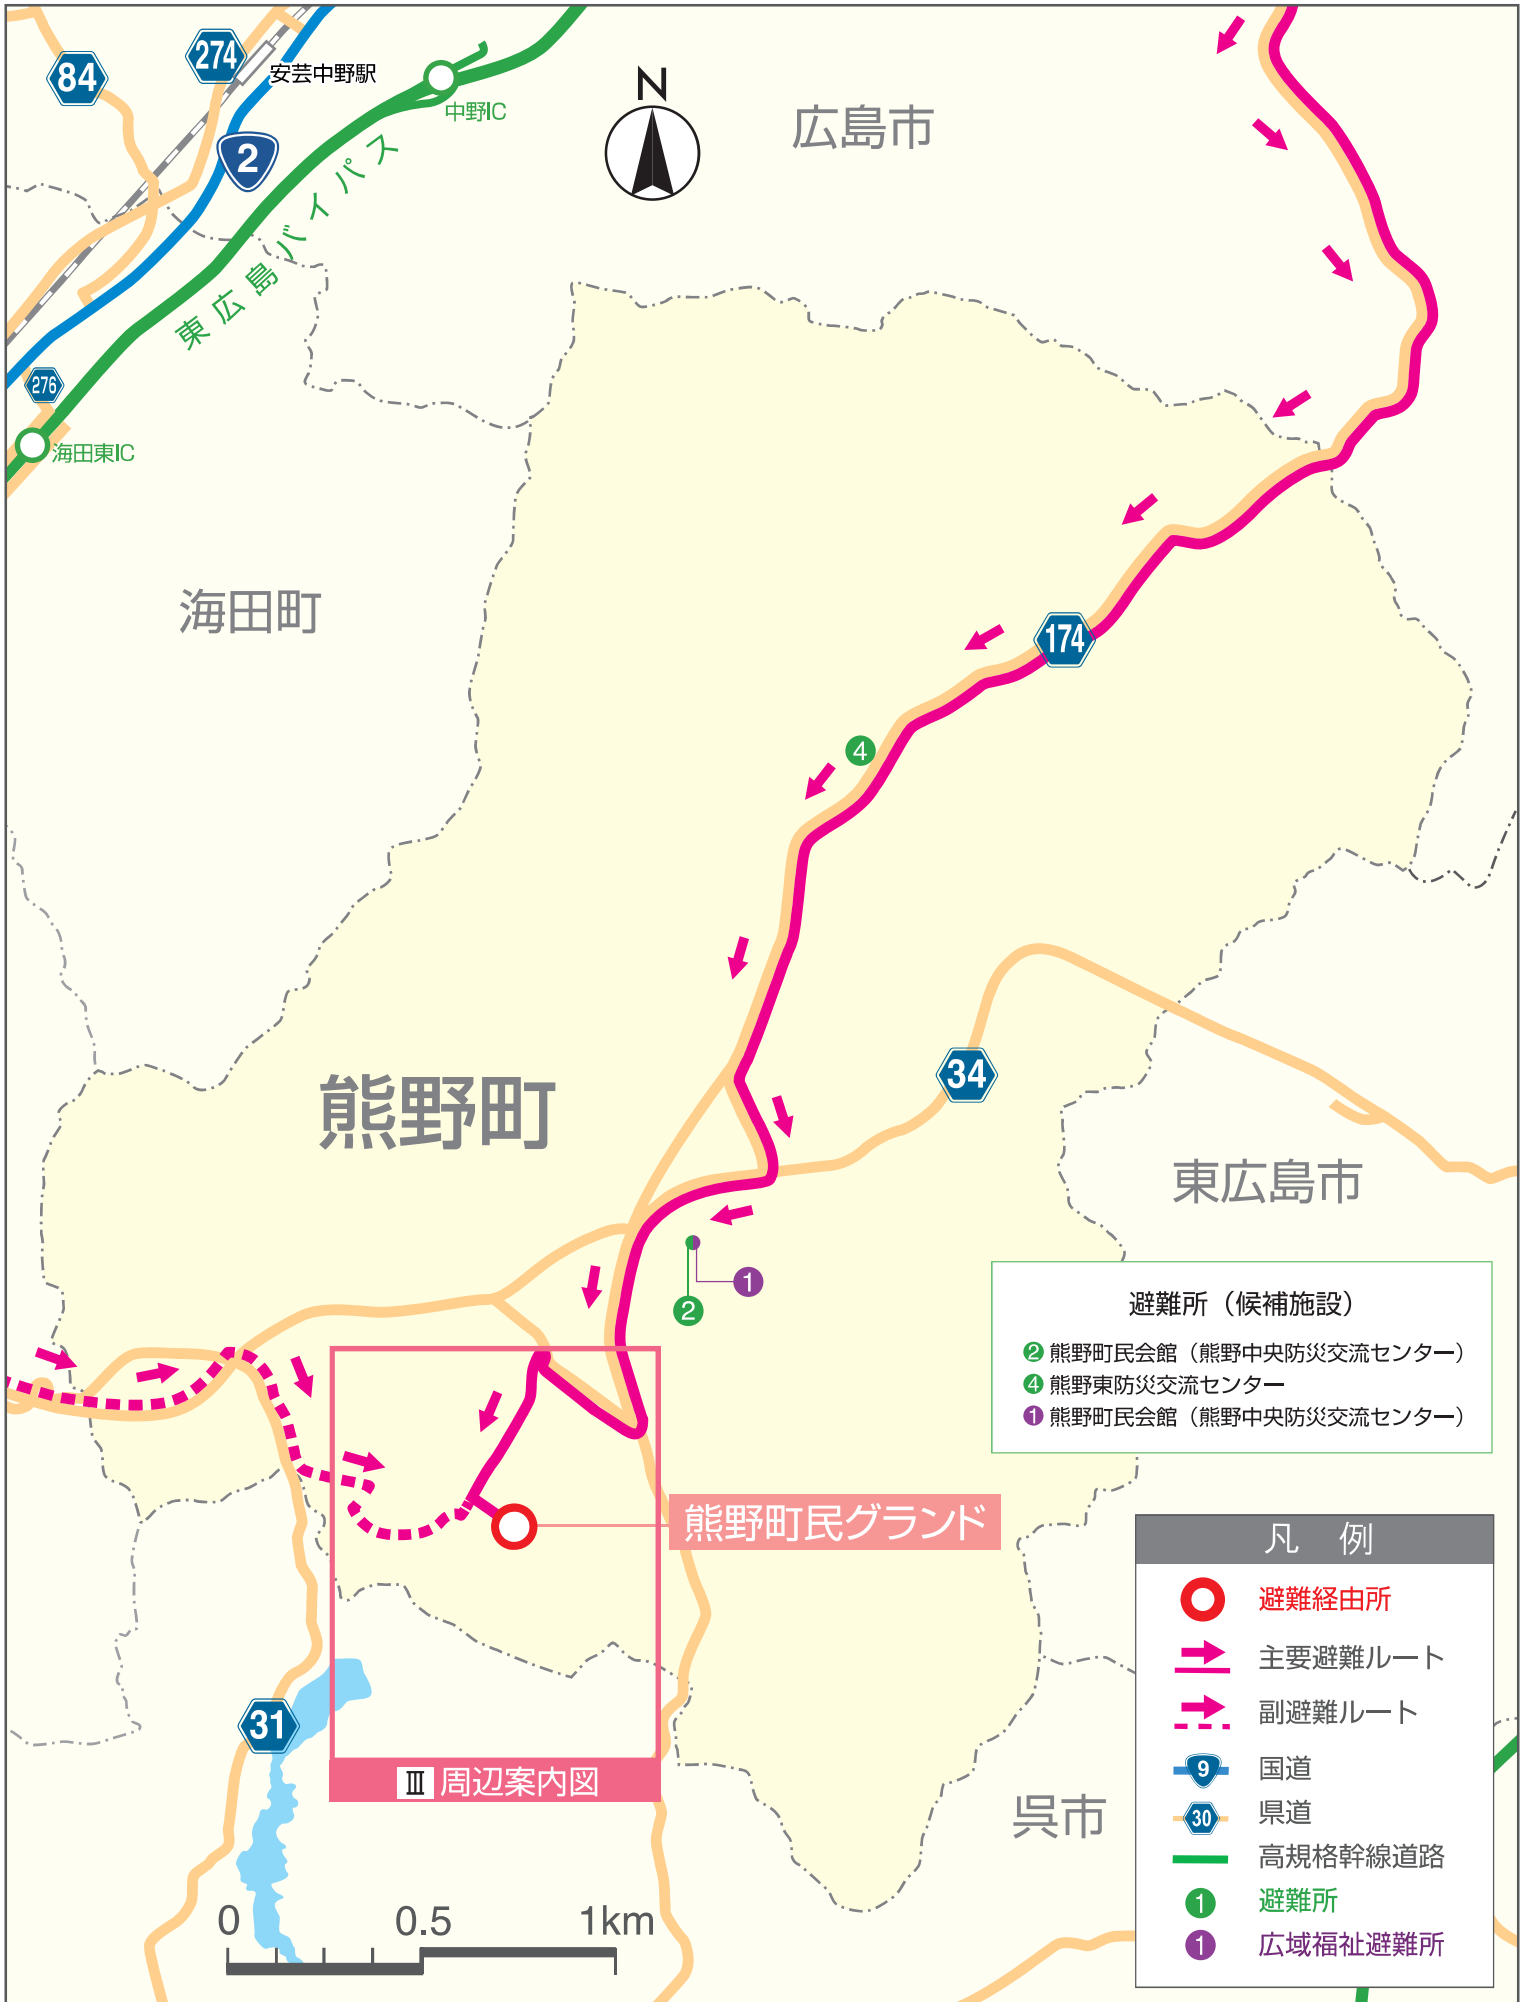 274
84
安芸中野駅
中野IC
2
東広島バイパス
N
広島市
276
海田東IC
海田町
174
4
34
熊野町
東広島市
1
2
避難所（候補施設）
2 熊野町民会館（熊野中央防災交流センター）
4 熊野東防災交流センター
1 熊野町民会館（熊野中央防災交流センター）
熊野町民グランド
凡 例
避難経由所
主要避難ルート
副避難ルート
9 国道
30 県道
高規格幹線道路
1 避難所
1 広域福祉避難所
31
Ⅲ 周辺案内図
呉市
0 0.5 1km